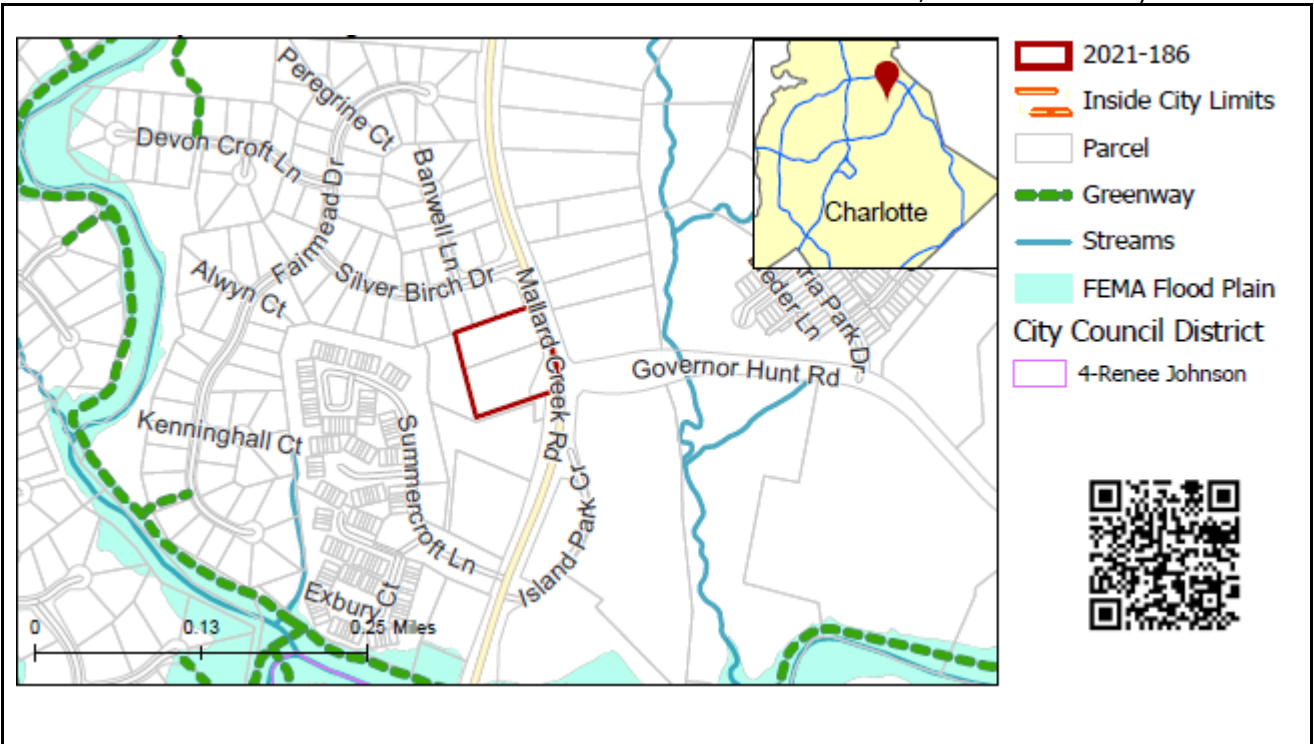 Peregrine Ct
Devon Croft Ln
Fairmead Dr
Banwell Ln
Alwyn Ct
Silver Birch Dr
Mallard Creek Rd
Governor Hunt Rd
Park Dr
Kenninghall Ct
Summercroft Ln
Island Park Cr
Exbury Ct
0
0.13
0.25 Miles
Charlotte
2021-186
Inside City Limits
Parcel
Greenway
Streams
FEMA Flood Plain
City Council District
4-Renee Johnson